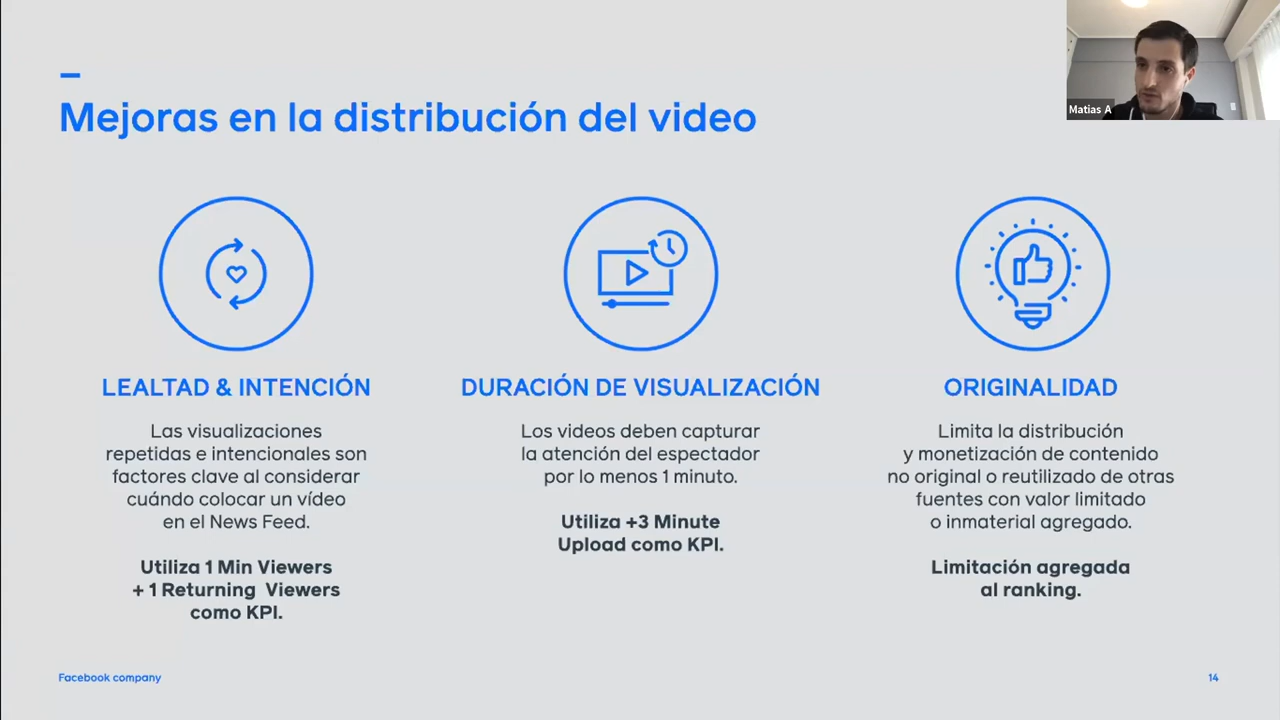 Matias A
Mejoras en la distribución del video
LEALTAD & INTENCIÓN
Las visualizaciones
repetidas e intencionales son
factores clave al considerar
cuándo colocar un vídeo
en el News Feed.
Utiliza 1 Min Viewers
+ 1 Returning Viewers
como KPI.
DURACIÓN DE VISUALIZACIÓN
Los videos deben capturar
la atención del espectador
por lo menos 1 minuto.
Utiliza +3 Minute
Upload como KPI.
ORIGINALIDAD
Limita la distribución
y monetización de contenido
no original o reutilizado de otras
fuentes con valor limitado
o inmaterial agregado.
Limitación agregada
al ranking.
Facebook company
14